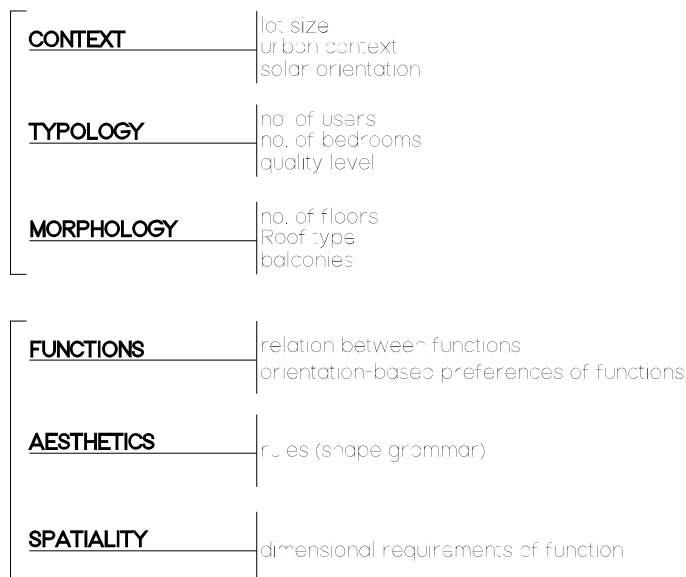 CONTEXT
lot size
urban context
solar orientation
TYPOLOGY
no. of users
no. of bedrooms
quality level
MORPHOLOGY
no. of floors
Roof type
balconies
FUNCTIONS
relation between functions
orientation-based preferences of functions
AESTHETICS
rules (shape grammar)
SPATIALITY
dimensional requirements of function